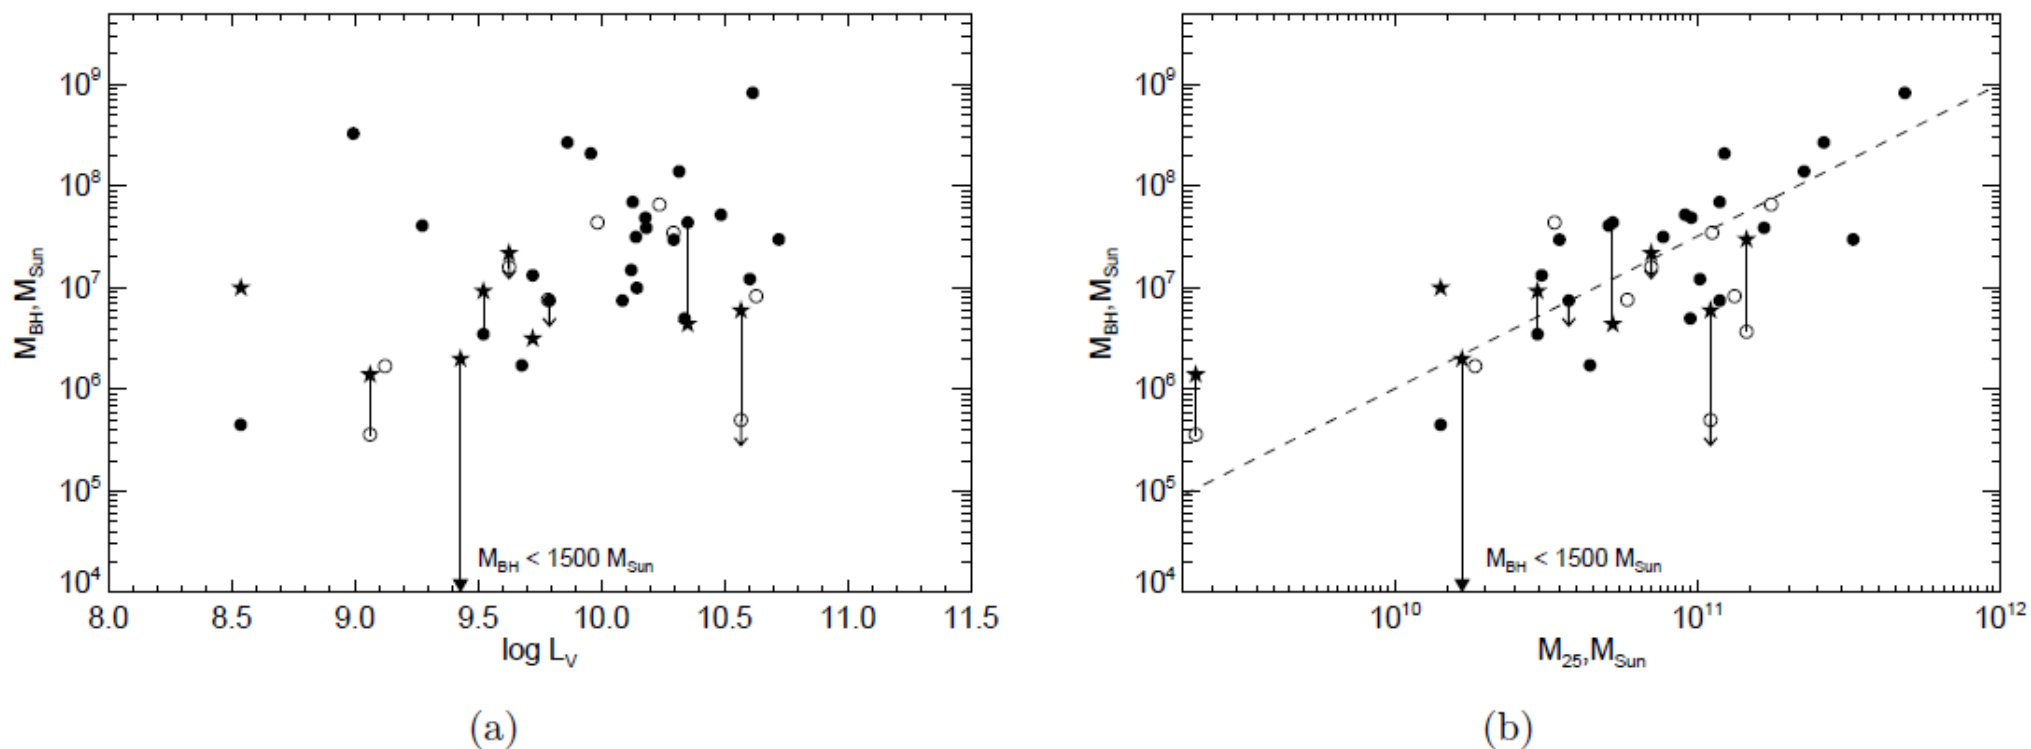 10⁹
10⁸
10⁷
10⁶
10⁵
10⁴
M_BH, M_Sun
M_BH < 1500 M_Sun
8.0 8.5 9.0 9.5 10.0 10.5 11.0 11.5
log L_V
(a)
10⁹
10⁸
10⁷
10⁶
10⁵
10⁴
M_BH, M_Sun
M_BH < 1500 M_Sun
10¹⁰ 10¹¹ 10¹²
M_25, M_Sun
(b)